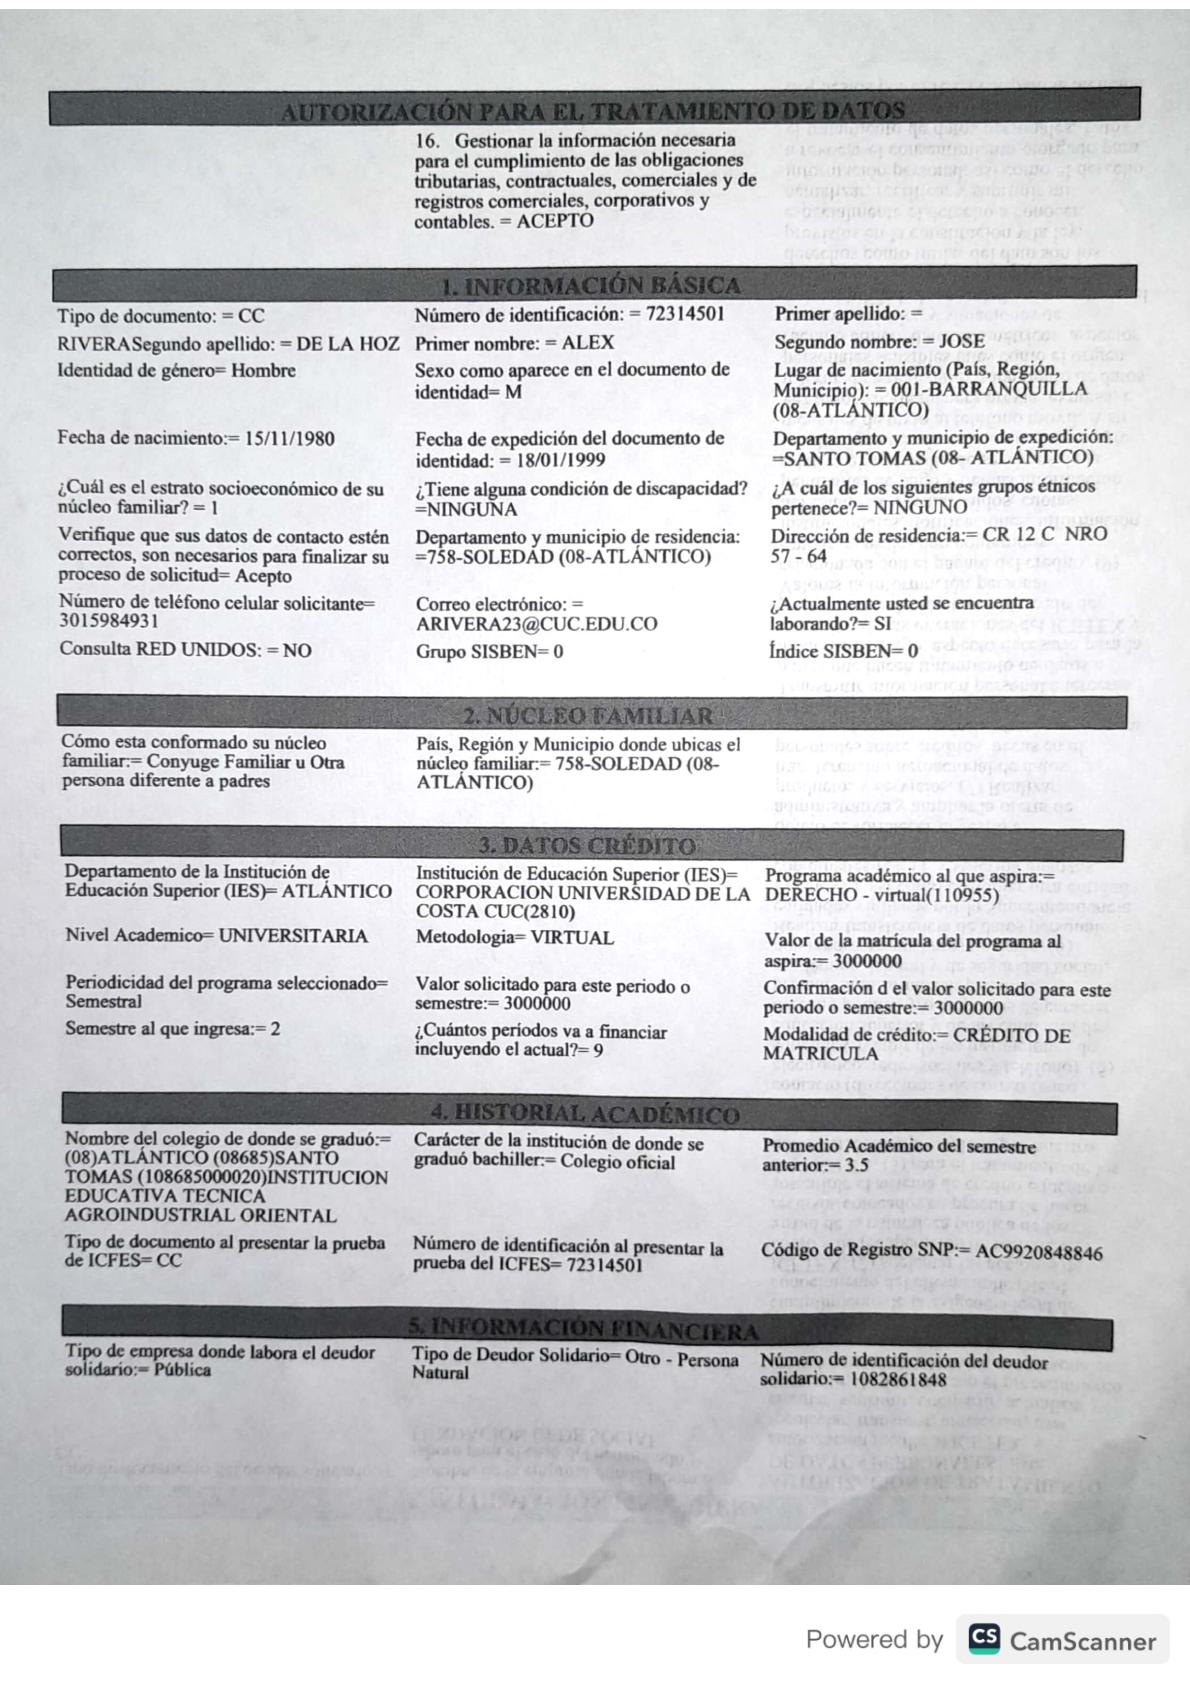 AUTORIZACIÓN PARA EL TRATAMIENTO DE DATOS
16. Gestionar la información necesaria
para el cumplimiento de las obligaciones
tributarias, contractuales, comerciales y de
registros comerciales, corporativos y
contables. = ACEPTO
1. INFORMACIÓN BÁSICA
Tipo de documento: = CC
Número de identificación: = 72314501
Primer apellido: =
RIVERASegundo apellido: = DE LA HOZ
Primer nombre: = ALEX
Segundo nombre: = JOSE
Identidad de género= Hombre
Sexo como aparece en el documento de
identidad= M
Lugar de nacimiento (País, Región,
Municipio): = 001-BARRANQUILLA
(08-ATLÁNTICO)
Fecha de nacimiento:= 15/11/1980
Fecha de expedición del documento de
identidad: = 18/01/1999
Departamento y municipio de expedición:
=SANTO TOMAS (08- ATLÁNTICO)
¿Cuál es el estrato socioeconómico de su
núcleo familiar? = 1
¿Tiene alguna condición de discapacidad?
=NINGUNA
¿A cuál de los siguientes grupos étnicos
pertenece?= NINGUNO
Verifique que sus datos de contacto estén
correctos, son necesarios para finalizar su
proceso de solicitud= Acepto
Departamento y municipio de residencia:
=758-SOLEDAD (08-ATLÁNTICO)
Dirección de residencia:= CR 12 C NRO
57 - 64
Número de teléfono celular solicitante=
3015984931
Correo electrónico: =
ARIVERA23@CUC.EDU.CO
¿Actualmente usted se encuentra
laborando?= SI
Consulta RED UNIDOS: = NO
Grupo SISBEN= 0
Índice SISBEN= 0
2. NÚCLEO FAMILIAR
Cómo esta conformado su núcleo
familiar:= Conyuge Familiar u Otra
persona diferente a padres
País, Región y Municipio donde ubicas el
núcleo familiar:= 758-SOLEDAD (08-
ATLÁNTICO)
3. DATOS CRÉDITO
Departamento de la Institución de
Educación Superior (IES)= ATLÁNTICO
Institución de Educación Superior (IES)=
CORPORACION UNIVERSIDAD DE LA
COSTA CUC(2810)
Programa académico al que aspira:=
DERECHO - virtual(110955)
Nivel Academico= UNIVERSITARIA
Metodologia= VIRTUAL
Valor de la matrícula del programa al
aspira:= 3000000
Periodicidad del programa seleccionado=
Semestral
Valor solicitado para este periodo o
semestre:= 3000000
Confirmación d el valor solicitado para este
periodo o semestre:= 3000000
Semestre al que ingresa:= 2
¿Cuántos períodos va a financiar
incluyendo el actual?= 9
Modalidad de crédito:= CRÉDITO DE
MATRICULA
4. HISTORIAL ACADÉMICO
Nombre del colegio de donde se graduó:=
(08)ATLÁNTICO (08685)SANTO
TOMAS (108685000020)INSTITUCION
EDUCATIVA TECNICA
AGROINDUSTRIAL ORIENTAL
Carácter de la institución de donde se
graduó bachiller:= Colegio oficial
Promedio Académico del semestre
anterior:= 3.5
Tipo de documento al presentar la prueba
de ICFES= CC
Número de identificación al presentar la
prueba del ICFES= 72314501
Código de Registro SNP:= AC9920848846
5. INFORMACIÓN FINANCIERA
Tipo de empresa donde labora el deudor
solidario:= Pública
Tipo de Deudor Solidario= Otro - Persona
Natural
Número de identificación del deudor
solidario:= 1082861848
Powered by CS CamScanner